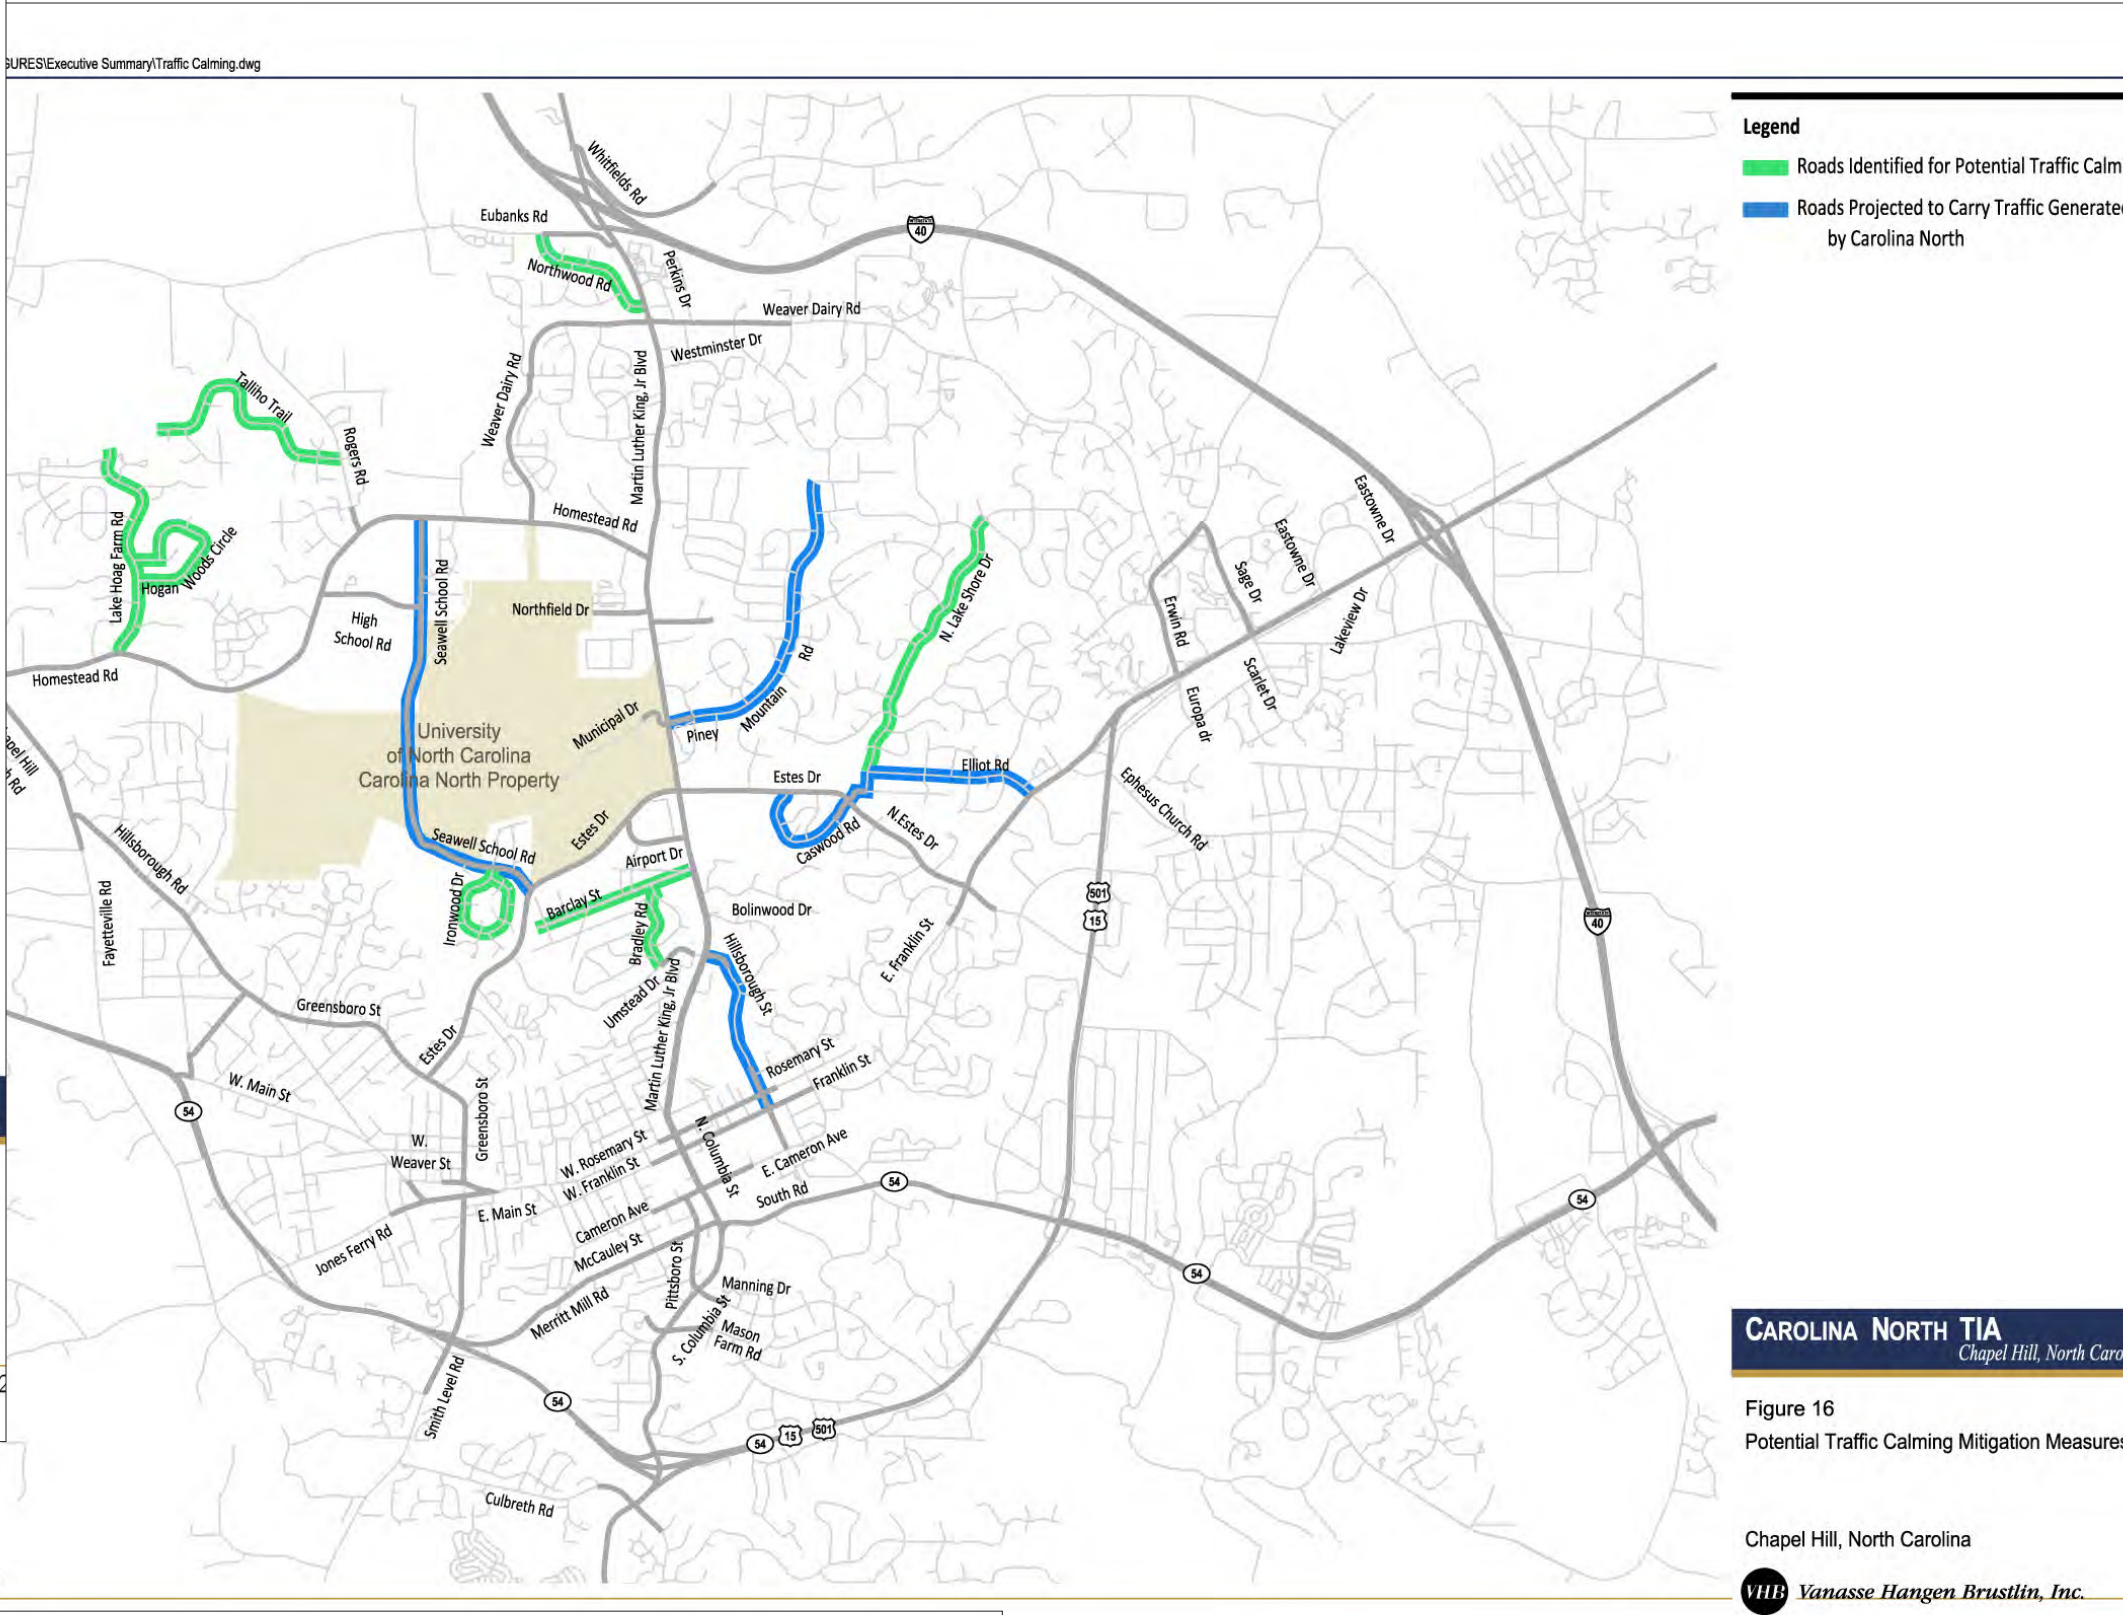 GURES\Executive Summary\Traffic Calming.dwg
Legend
Roads Identified for Potential Traffic Calm
Roads Projected to Carry Traffic Generated
by Carolina North
Whitfields Rd
Eubanks Rd
40
Northwood Rd
Perkins Dr
Weaver Dairy Rd
Westminster Dr
Weaver Dairy Rd
Martin Luther King, Jr Blvd
Talliho Trail
Rogers Rd
Homestead Rd
Lake Hoag Farm Rd
Hogan Woods Circle
High
School Rd
Seawell School Rd
Northfield Dr
Homestead Rd
N. Lake Shore Dr
Eastowne Dr
Eastowne Dr
Sage Dr
Erwin Rd
Lakeview Dr
Scarlet Dr
Europa dr
Municipal Dr
Piney Mountain Rd
University
of North Carolina
Carolina North Property
Estes Dr
Elliot Rd
Ephesus Church Rd
apel Hill
h Rd
Hillsborough Rd
Seawell School Rd
Estes Dr
Airport Dr
Caswood Rd
N.Estes Dr
Fayetteville Rd
Ironwood Dr
Barclay St
Bradley Rd
Bolinwood Dr
501
15
40
E. Franklin St
Hillsborough St
Umstead Dr
Martin Luther King, Jr Blvd
Greensboro St
Estes Dr
Rosemary St
Franklin St
W. Main St
54
Greensboro St
W.
Weaver St
W. Rosemary St
W. Franklin St
N. Columbia St
E. Cameron Ave
South Rd
54
54
E. Main St
Cameron Ave
McCauley St
Jones Ferry Rd
Pittsboro St
Manning Dr
54
Merritt Mill Rd
S. Columbia St
Mason
Farm Rd
Smith Level Rd
54
54
15
501
Culbreth Rd
CAROLINA NORTH TIA
Chapel Hill, North Caro
Figure 16
Potential Traffic Calming Mitigation Measures
Chapel Hill, North Carolina
VHB Vanasse Hangen Brustlin, Inc.